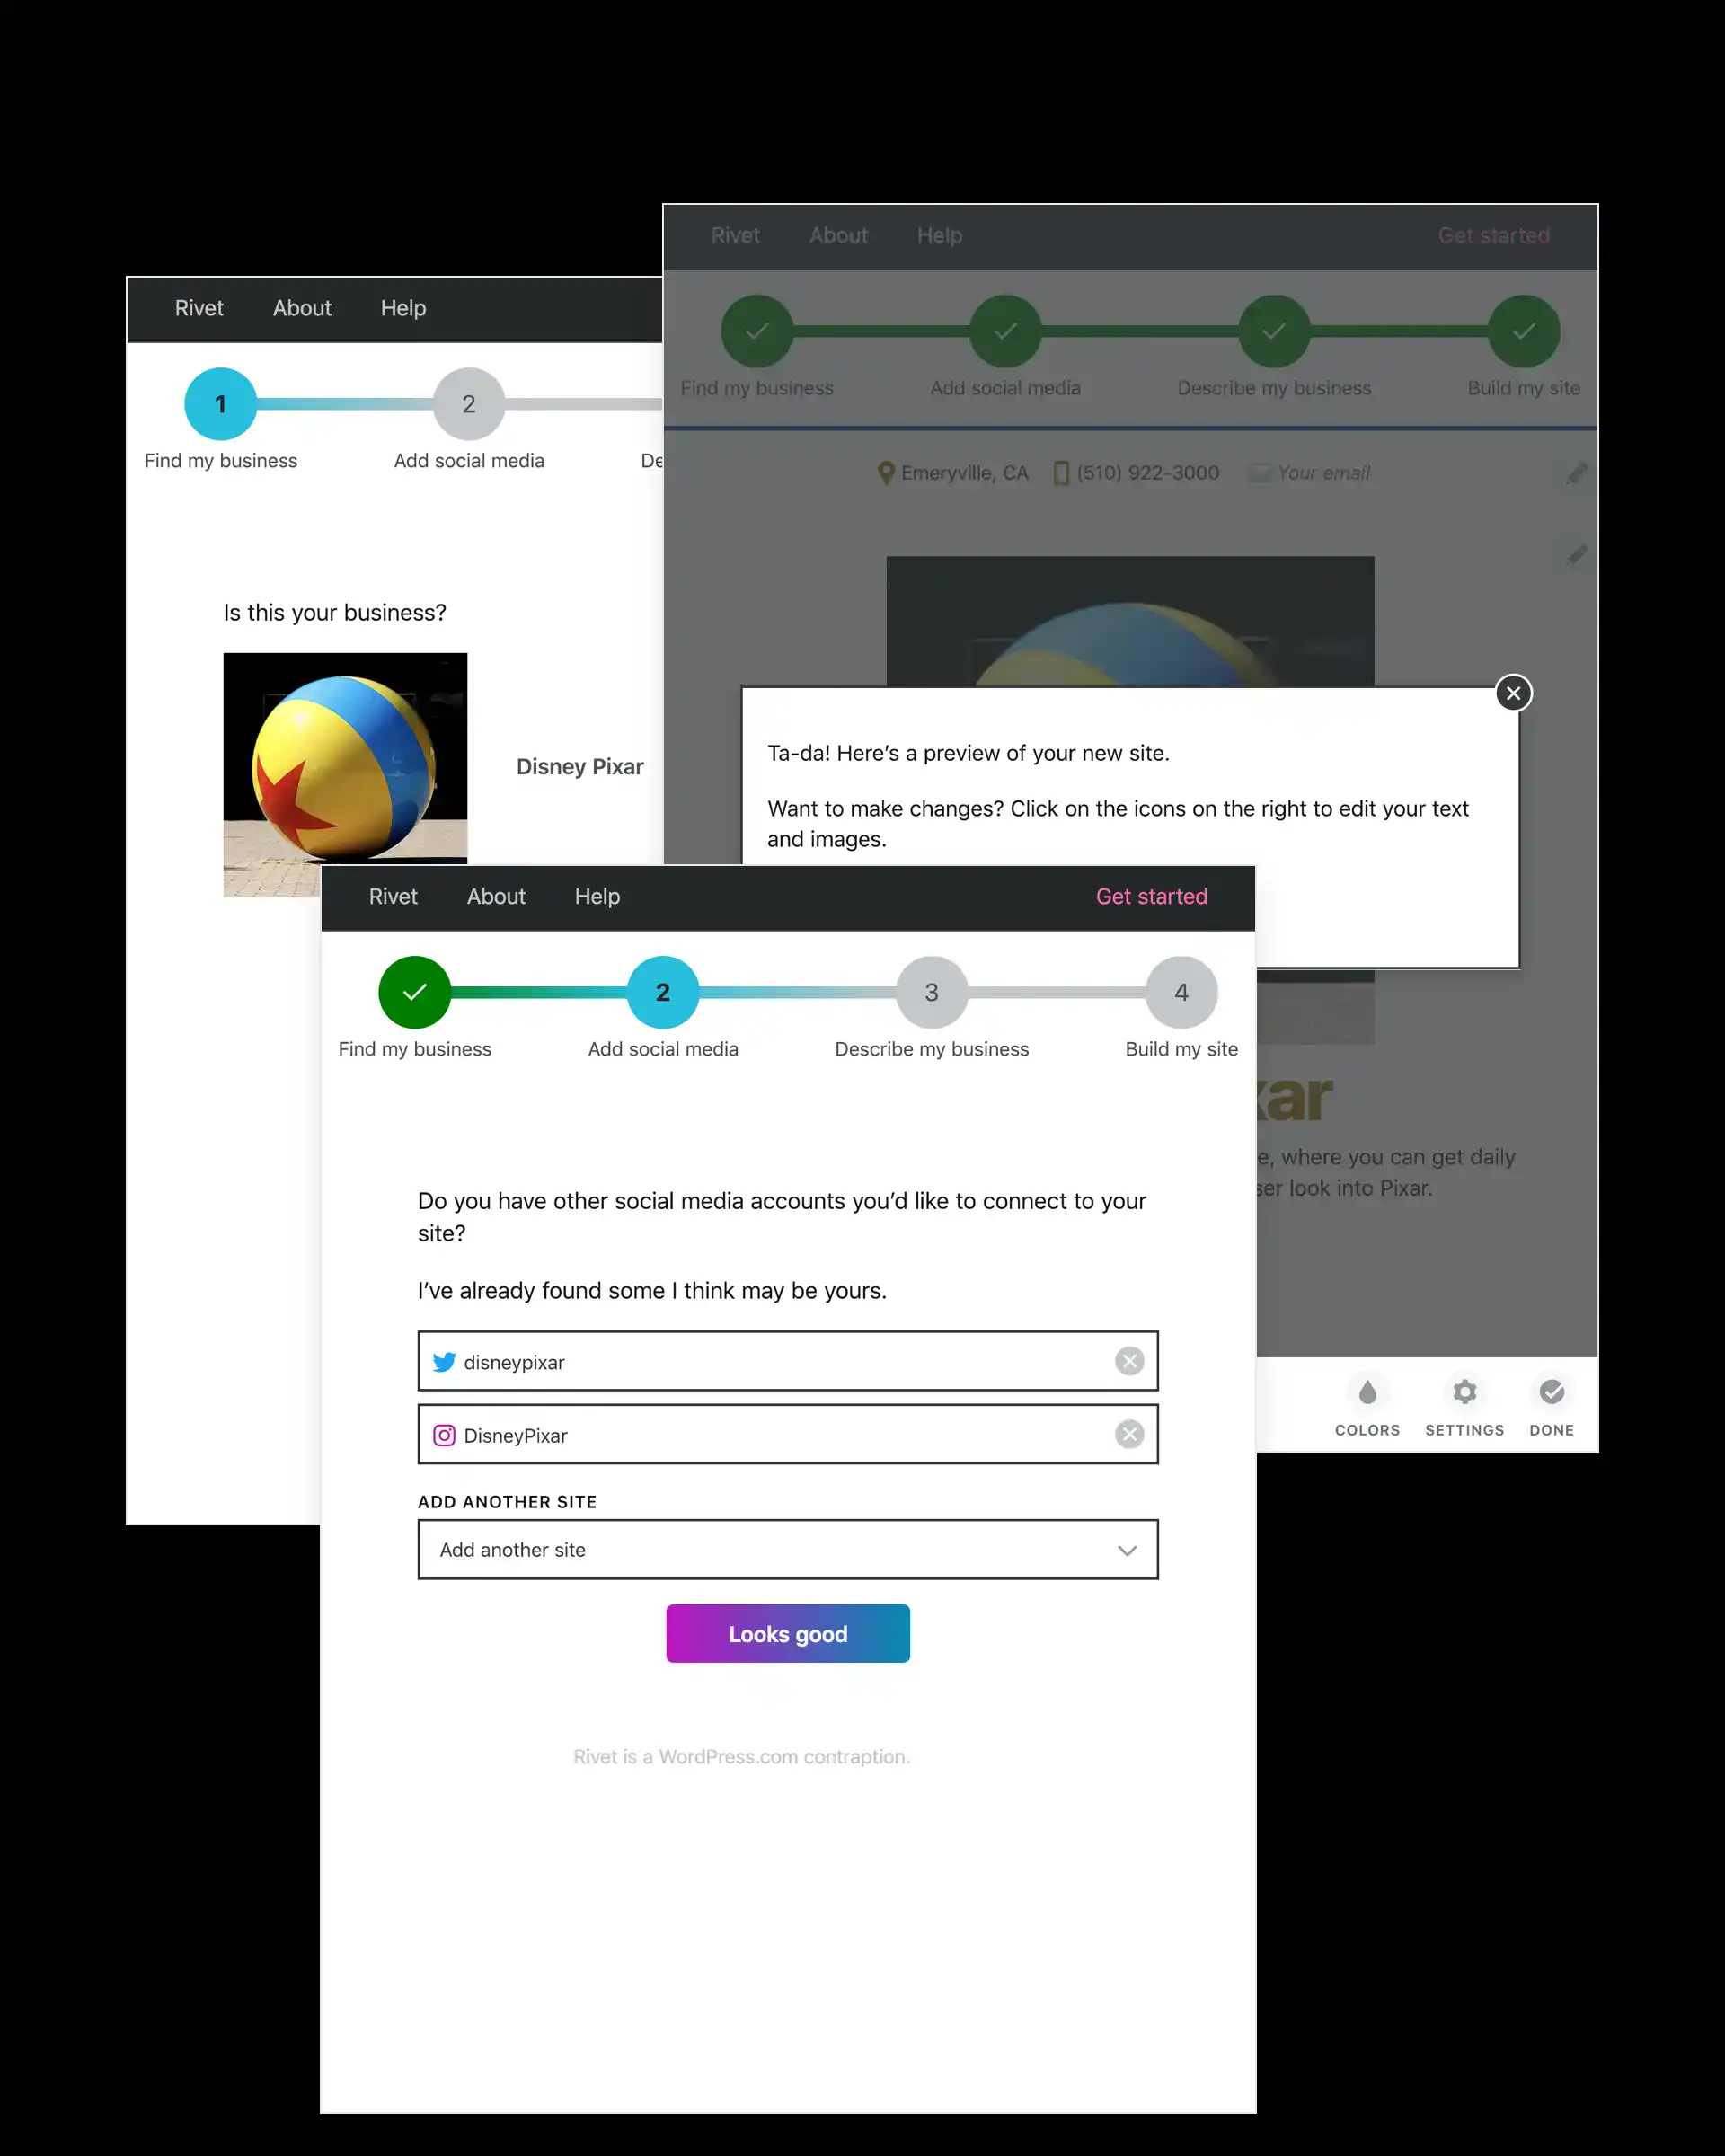 Rivet About Help
1 2
Find my business Add social media
Is this your business?
Disney Pixar
Rivet About Help Get started
Find my business Add social media Describe my business Build my site
Emeryville, CA (510) 922-3000 Your email
Ta-da! Here’s a preview of your new site.
Want to make changes? Click on the icons on the right to edit your text
and images.
where you can get daily
look into Pixar.
COLORS SETTINGS DONE
Rivet About Help Get started
2 3 4
Find my business Add social media Describe my business Build my site
Do you have other social media accounts you’d like to connect to your
site?
I’ve already found some I think may be yours.
disneypixar
DisneyPixar
ADD ANOTHER SITE
Add another site
Looks good
Rivet is a WordPress.com contraption.